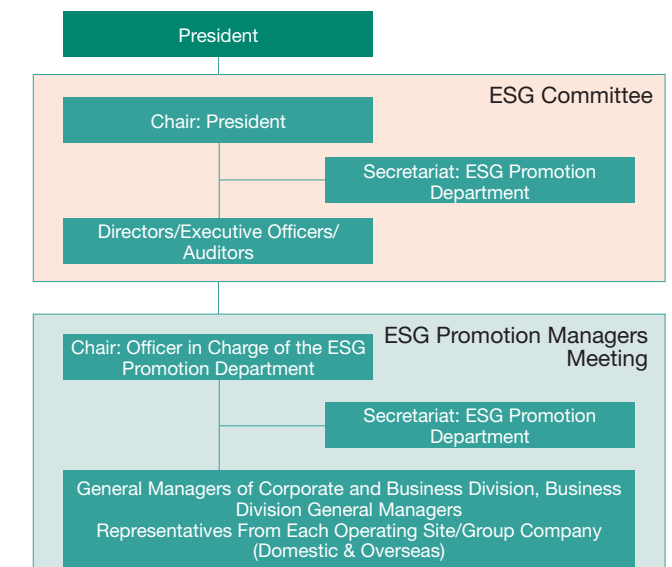 President
ESG Committee
Chair: President
Secretariat: ESG Promotion
Department
Directors/Executive Officers/
Auditors
ESG Promotion Managers
Meeting
Chair: Officer in Charge of the ESG
Promotion Department
Secretariat: ESG Promotion
Department
General Managers of Corporate and Business Division, Business
Division General Managers
Representatives From Each Operating Site/Group Company
(Domestic & Overseas)